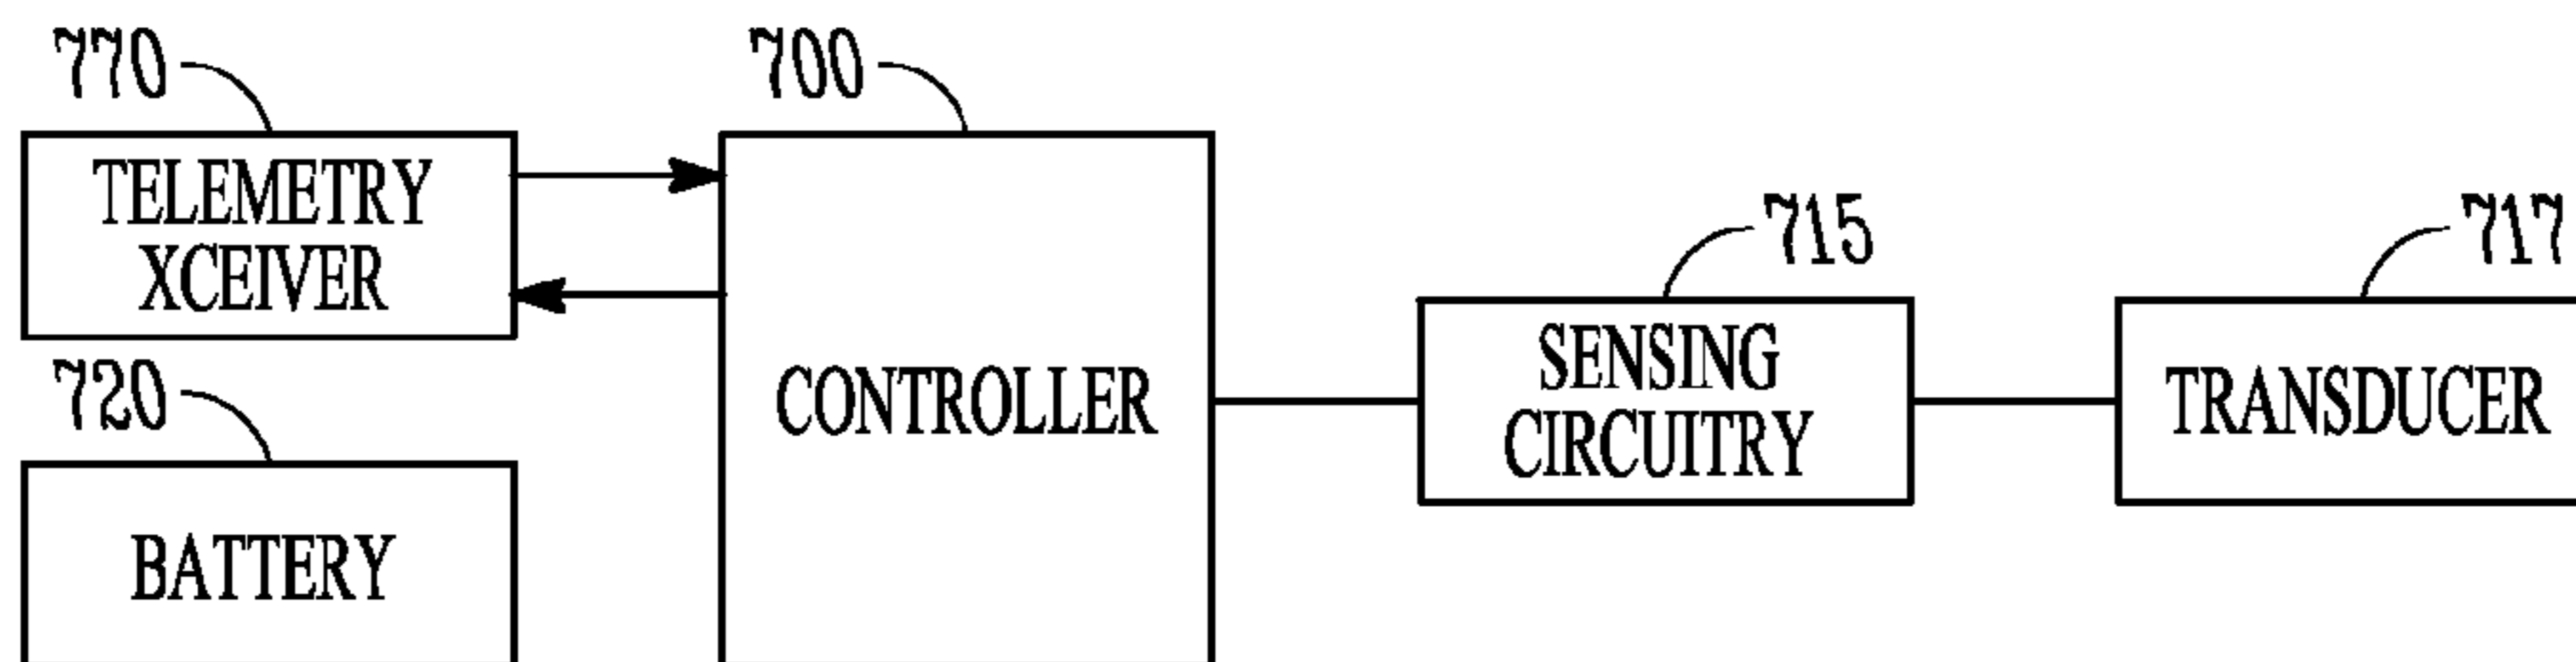 770
TELEMETRY
XCEIVER
720
BATTERY
700
CONTROLLER
715
SENSING
CIRCUITRY
717
TRANSDUCER